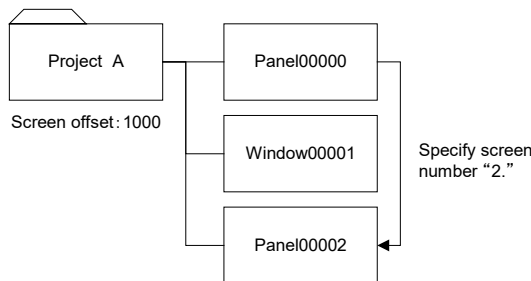 Project A
Panel00000
Screen offset: 1000
Window00001
Specify screen
number “2.”
Panel00002